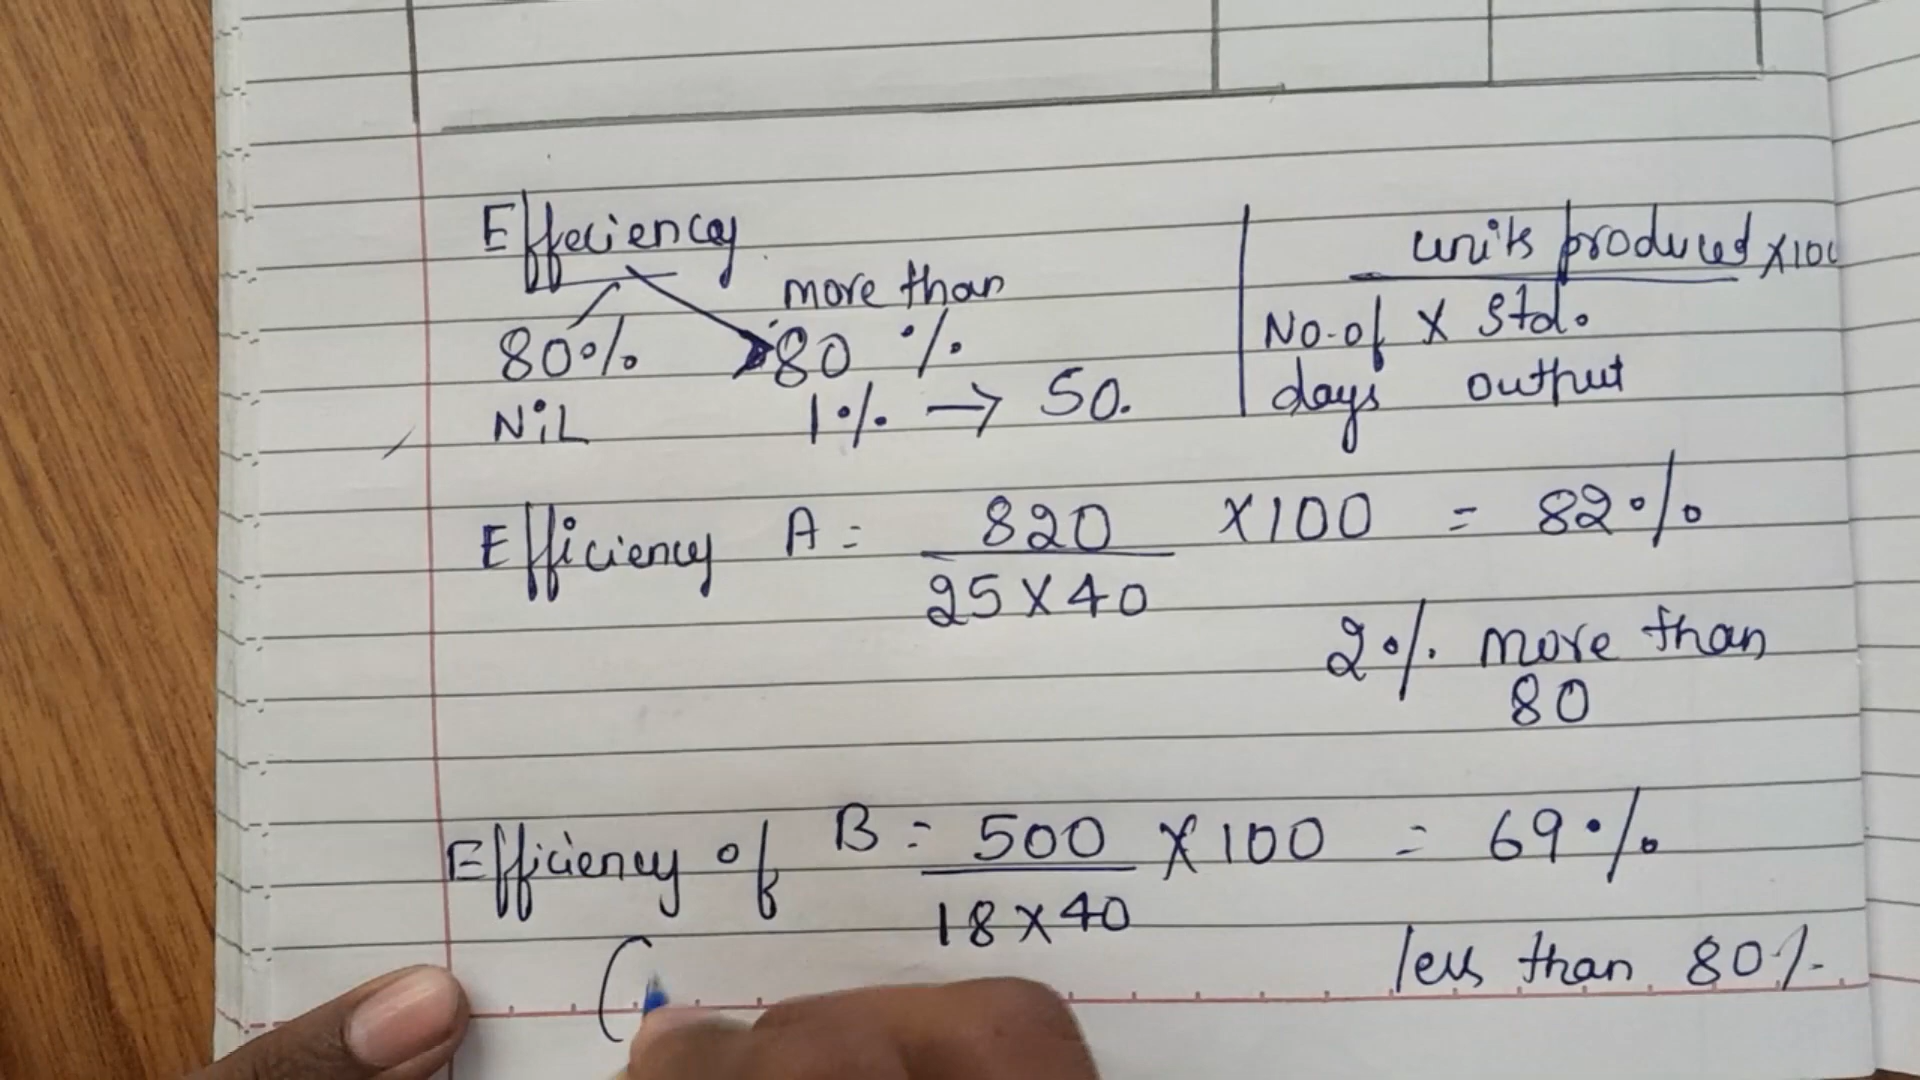 Effeciency
more than
80% 80 %.
NiL 1% → 50.
units produced x100
No. of X Std.
days output
Efficiency A = 820 X100 = 82%
25X40
2%. more than
80
Efficiency of B = 500 X100 = 69%
18x40
less than 80%
(